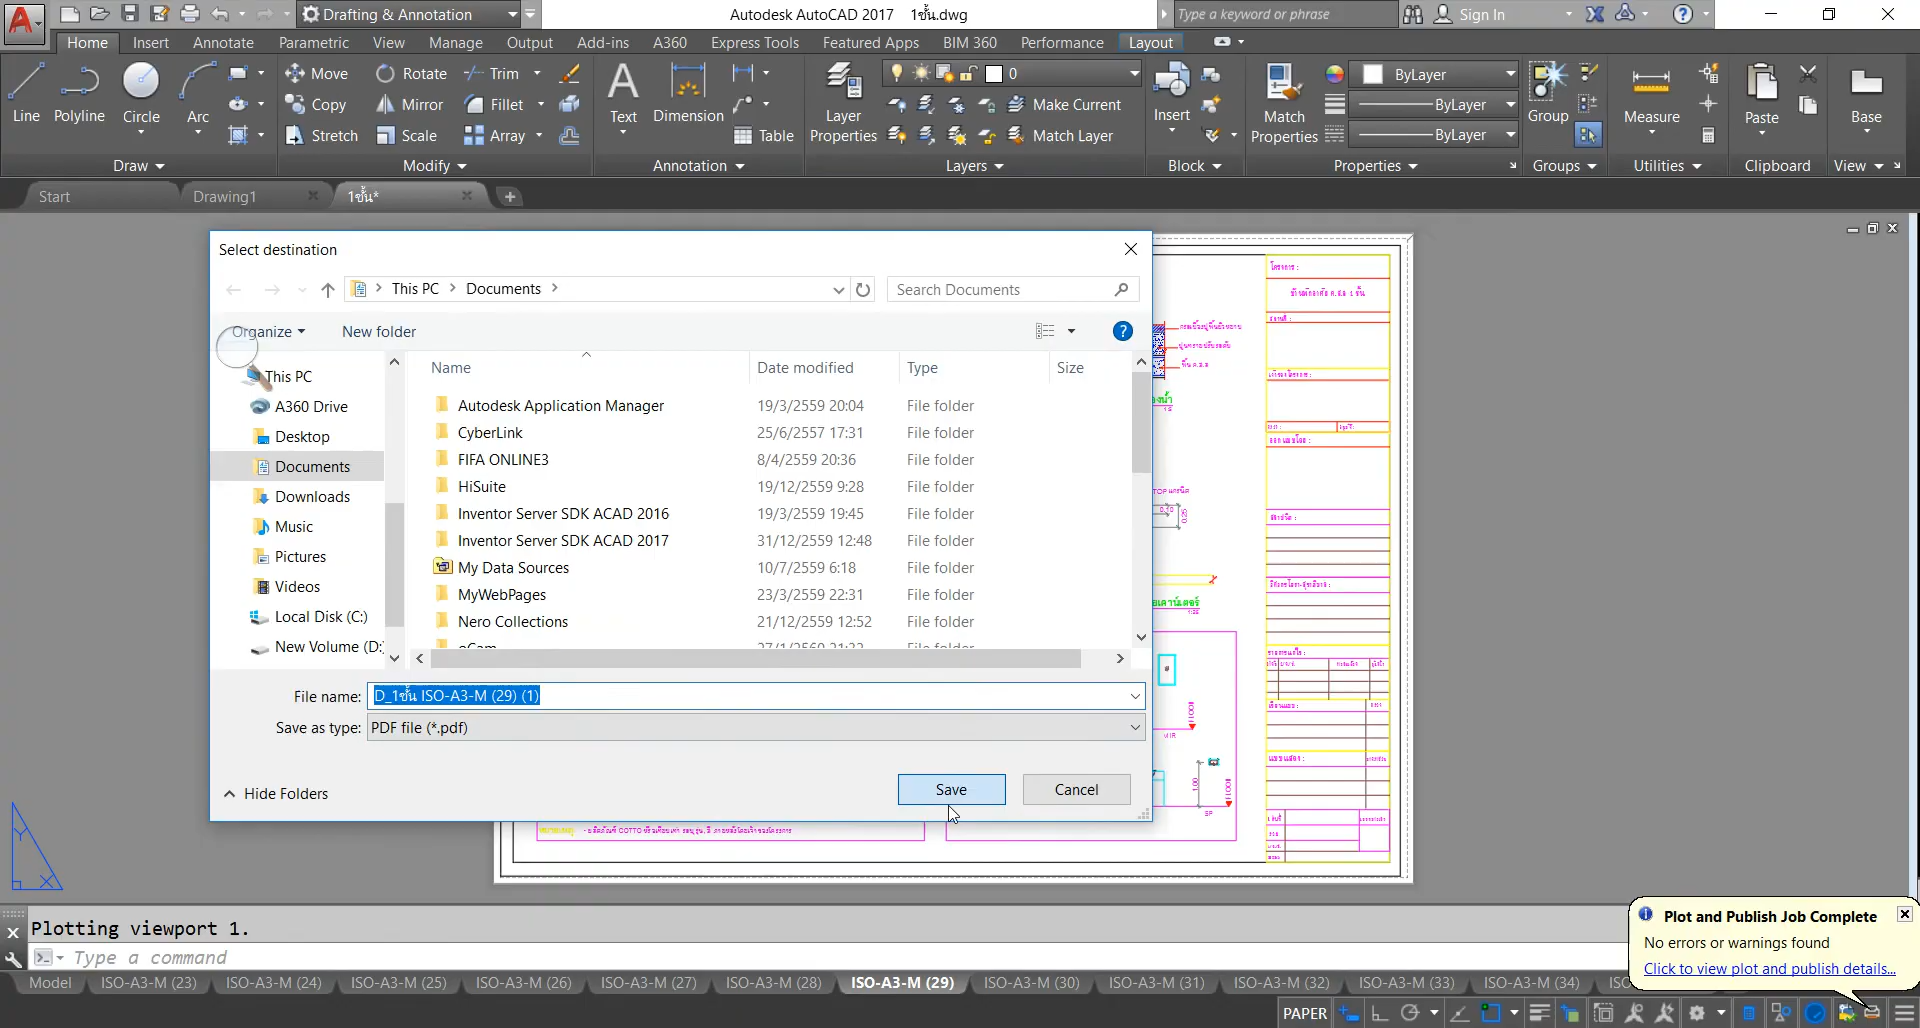 Drafting & Annotation
Autodesk AutoCAD 2017 1ชั้น.dwg
Type a keyword or phrase
Sign In
Home Insert Annotate Parametric View Manage Output Add-ins A360 Express Tools Featured Apps BIM 360 Performance Layout
Line Polyline Circle Arc
Move Rotate Trim
Copy Mirror Fillet
Stretch Scale Array
Text Dimension Table
Layer Properties
0
Make Current
Match Layer
Insert
Match Properties
ByLayer
ByLayer
ByLayer
Group Measure Paste Base
Draw Modify Annotation Layers Block Properties Groups Utilities Clipboard View
Start Drawing1 1ชั้น*
Select destination
This PC > Documents >
Search Documents
Organize New folder
This PC
A360 Drive
Desktop
Documents
Downloads
Music
Pictures
Videos
Local Disk (C:)
New Volume (D:
Name Date modified Type Size
Autodesk Application Manager 19/3/2559 20:04 File folder
CyberLink 25/6/2557 17:31 File folder
FIFA ONLINE3 8/4/2559 20:36 File folder
HiSuite 19/12/2559 9:28 File folder
Inventor Server SDK ACAD 2016 19/3/2559 19:45 File folder
Inventor Server SDK ACAD 2017 31/12/2559 12:48 File folder
My Data Sources 10/7/2559 6:18 File folder
MyWebPages 23/3/2559 22:31 File folder
Nero Collections 21/12/2559 12:52 File folder
File name: D_1ชั้น ISO-A3-M (29) (1)
Save as type: PDF file (*.pdf)
Hide Folders
Save Cancel
โครงการ :
FLOOR
1.00
FLOOR
SP
Y
X
Plotting viewport 1.
Type a command
Plot and Publish Job Complete
No errors or warnings found
Click to view plot and publish details...
Model ISO-A3-M (23) ISO-A3-M (24) ISO-A3-M (25) ISO-A3-M (26) ISO-A3-M (27) ISO-A3-M (28) ISO-A3-M (29) ISO-A3-M (30) ISO-A3-M (31) ISO-A3-M (32) ISO-A3-M (33) ISO-A3-M (34)
PAPER